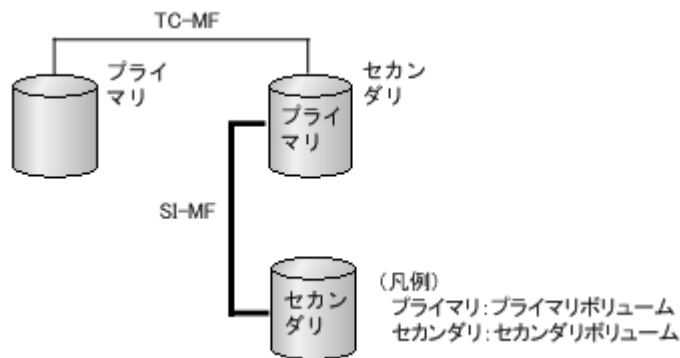 TC-MF
プライ
マリ
セカン
ダリ
プライ
マリ
SI-MF
セカン
ダリ
(凡例)
プライマリ:プライマリボリューム
セカンダリ:セカンダリボリューム